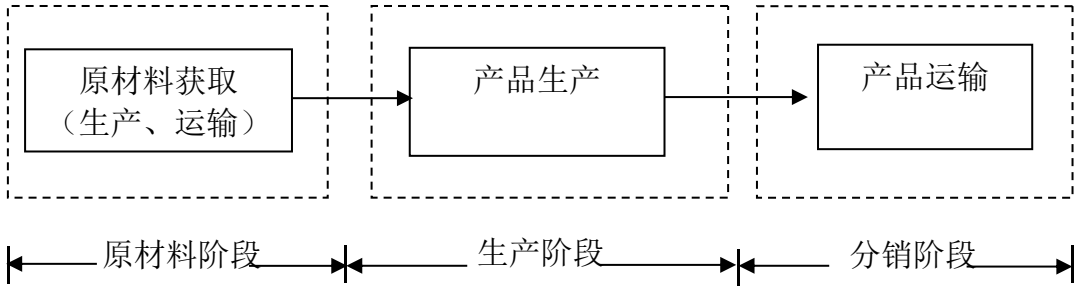 原材料获取
（生产、运输）
产品生产
产品运输
原材料阶段
生产阶段
分销阶段